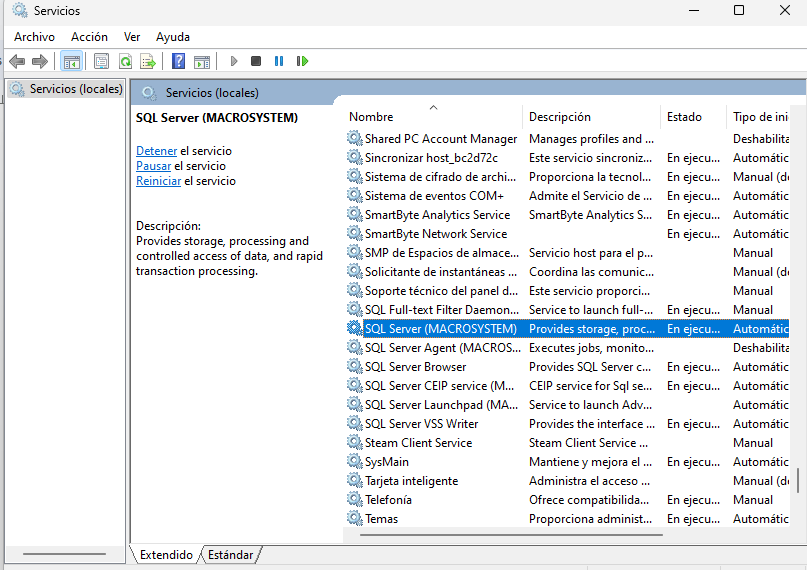 Servicios
Archivo Acción Ver Ayuda
Servicios (locales)
Servicios (locales)
SQL Server (MACROSYSTEM)
Detener el servicio
Pausar el servicio
Reiniciar el servicio
Descripción:
Provides storage, processing and
controlled access of data, and rapid
transaction processing.
Nombre Descripción Estado Tipo de ini
Shared PC Account Manager Manages profiles and ... Deshabilita
Sincronizar host_bc2d72c Este servicio sincroniz... En ejecu... Automátic
Sistema de cifrado de archi... Proporciona la tecnol... En ejecu... Manual (de
Sistema de eventos COM+ Admite el Servicio de ... En ejecu... Automátic
SmartByte Analytics Service SmartByte Analytics S... En ejecu... Automátic
SmartByte Network Service En ejecu... Automátic
SMP de Espacios de almace... Servicio host para el p... Manual
Solicitante de instantáneas ... Coordina las comunic... Manual (de
Soporte técnico del panel d... Este servicio proporci... Manual
SQL Full-text Filter Daemon... Service to launch full-... En ejecu... Manual
SQL Server (MACROSYSTEM) Provides storage, proc... En ejecu... Automátic
SQL Server Agent (MACROS... Executes jobs, monito... Deshabilita
SQL Server Browser Provides SQL Server c... En ejecu... Automátic
SQL Server CEIP service (M... CEIP service for Sql se... En ejecu... Automátic
SQL Server Launchpad (MA... Service to launch Adv... Automátic
SQL Server VSS Writer Provides the interface ... En ejecu... Automátic
Steam Client Service Steam Client Service ... Manual
SysMain Mantiene y mejora el ... En ejecu... Automátic
Tarjeta inteligente Administra el acceso ... Manual (de
Telefonía Ofrece compatibilida... En ejecu... Manual
Temas Proporciona administ... En ejecu... Automátic
Extendido Estándar